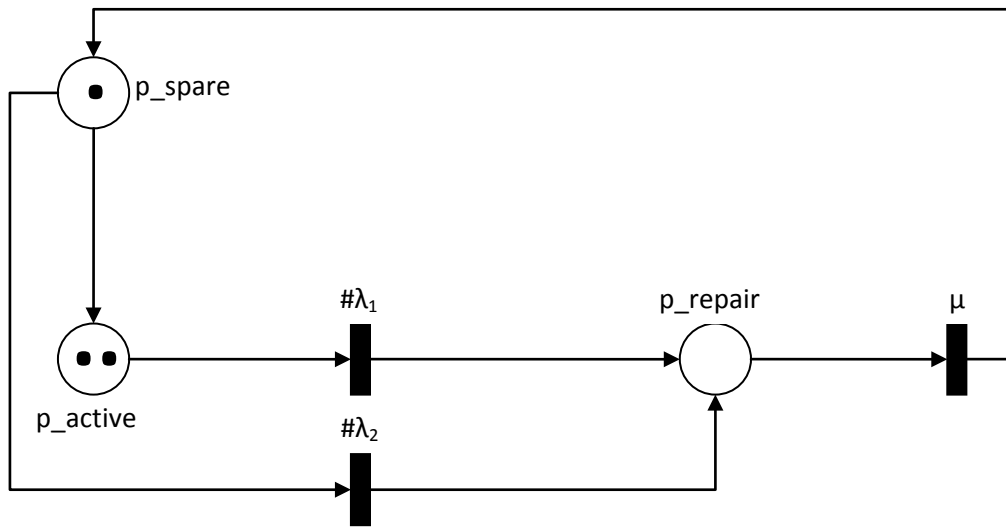 p_spare
#λ₁
p_repair
μ
p_active
#λ₂